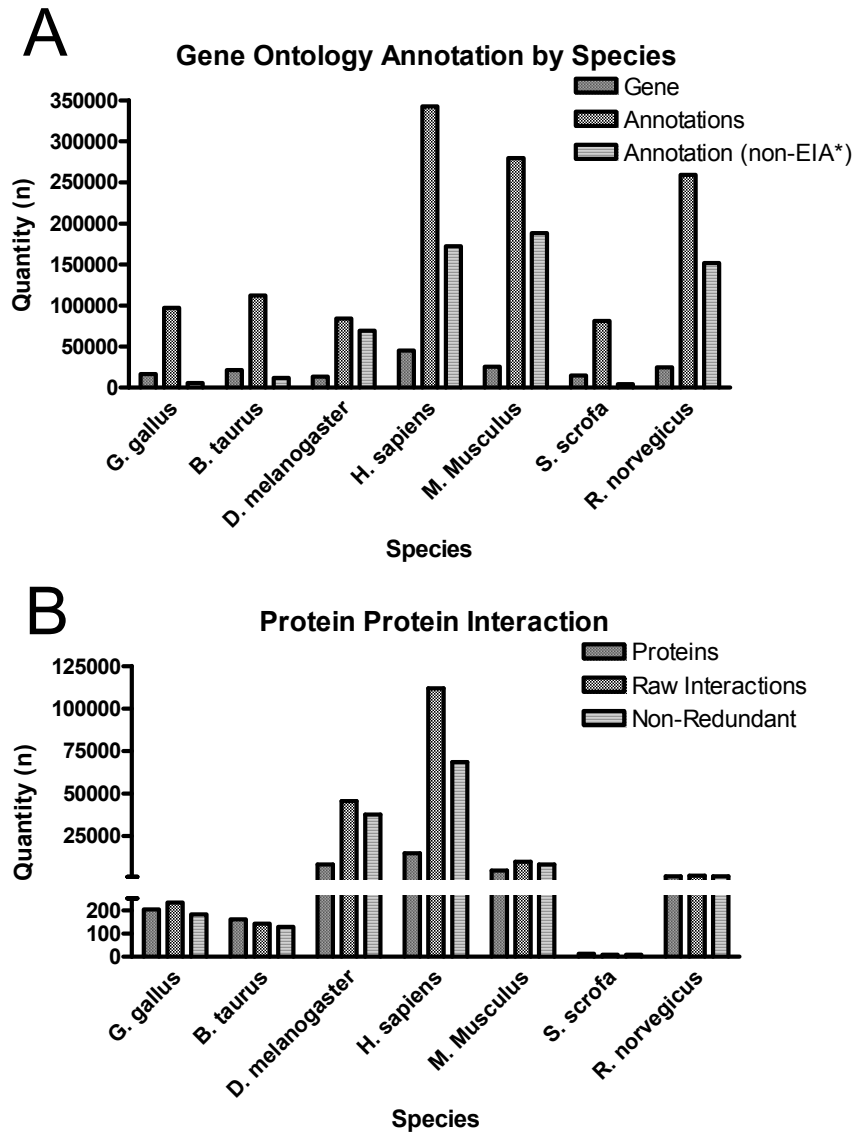 A
Gene Ontology Annotation by Species
Gene
Annotations
Annotation (non-EIA*)
Quantity (n)
350000
300000
250000
200000
150000
100000
50000
0
G. gallus
B. taurus
D. melanogaster
H. sapiens
M. Musculus
S. scrofa
R. norvegicus
Species
B
Protein Protein Interaction
Proteins
Raw Interactions
Non-Redundant
Quantity (n)
125000
100000
75000
50000
25000
200
100
0
G. gallus
B. taurus
D. melanogaster
H. sapiens
M. Musculus
S. scrofa
R. norvegicus
Species